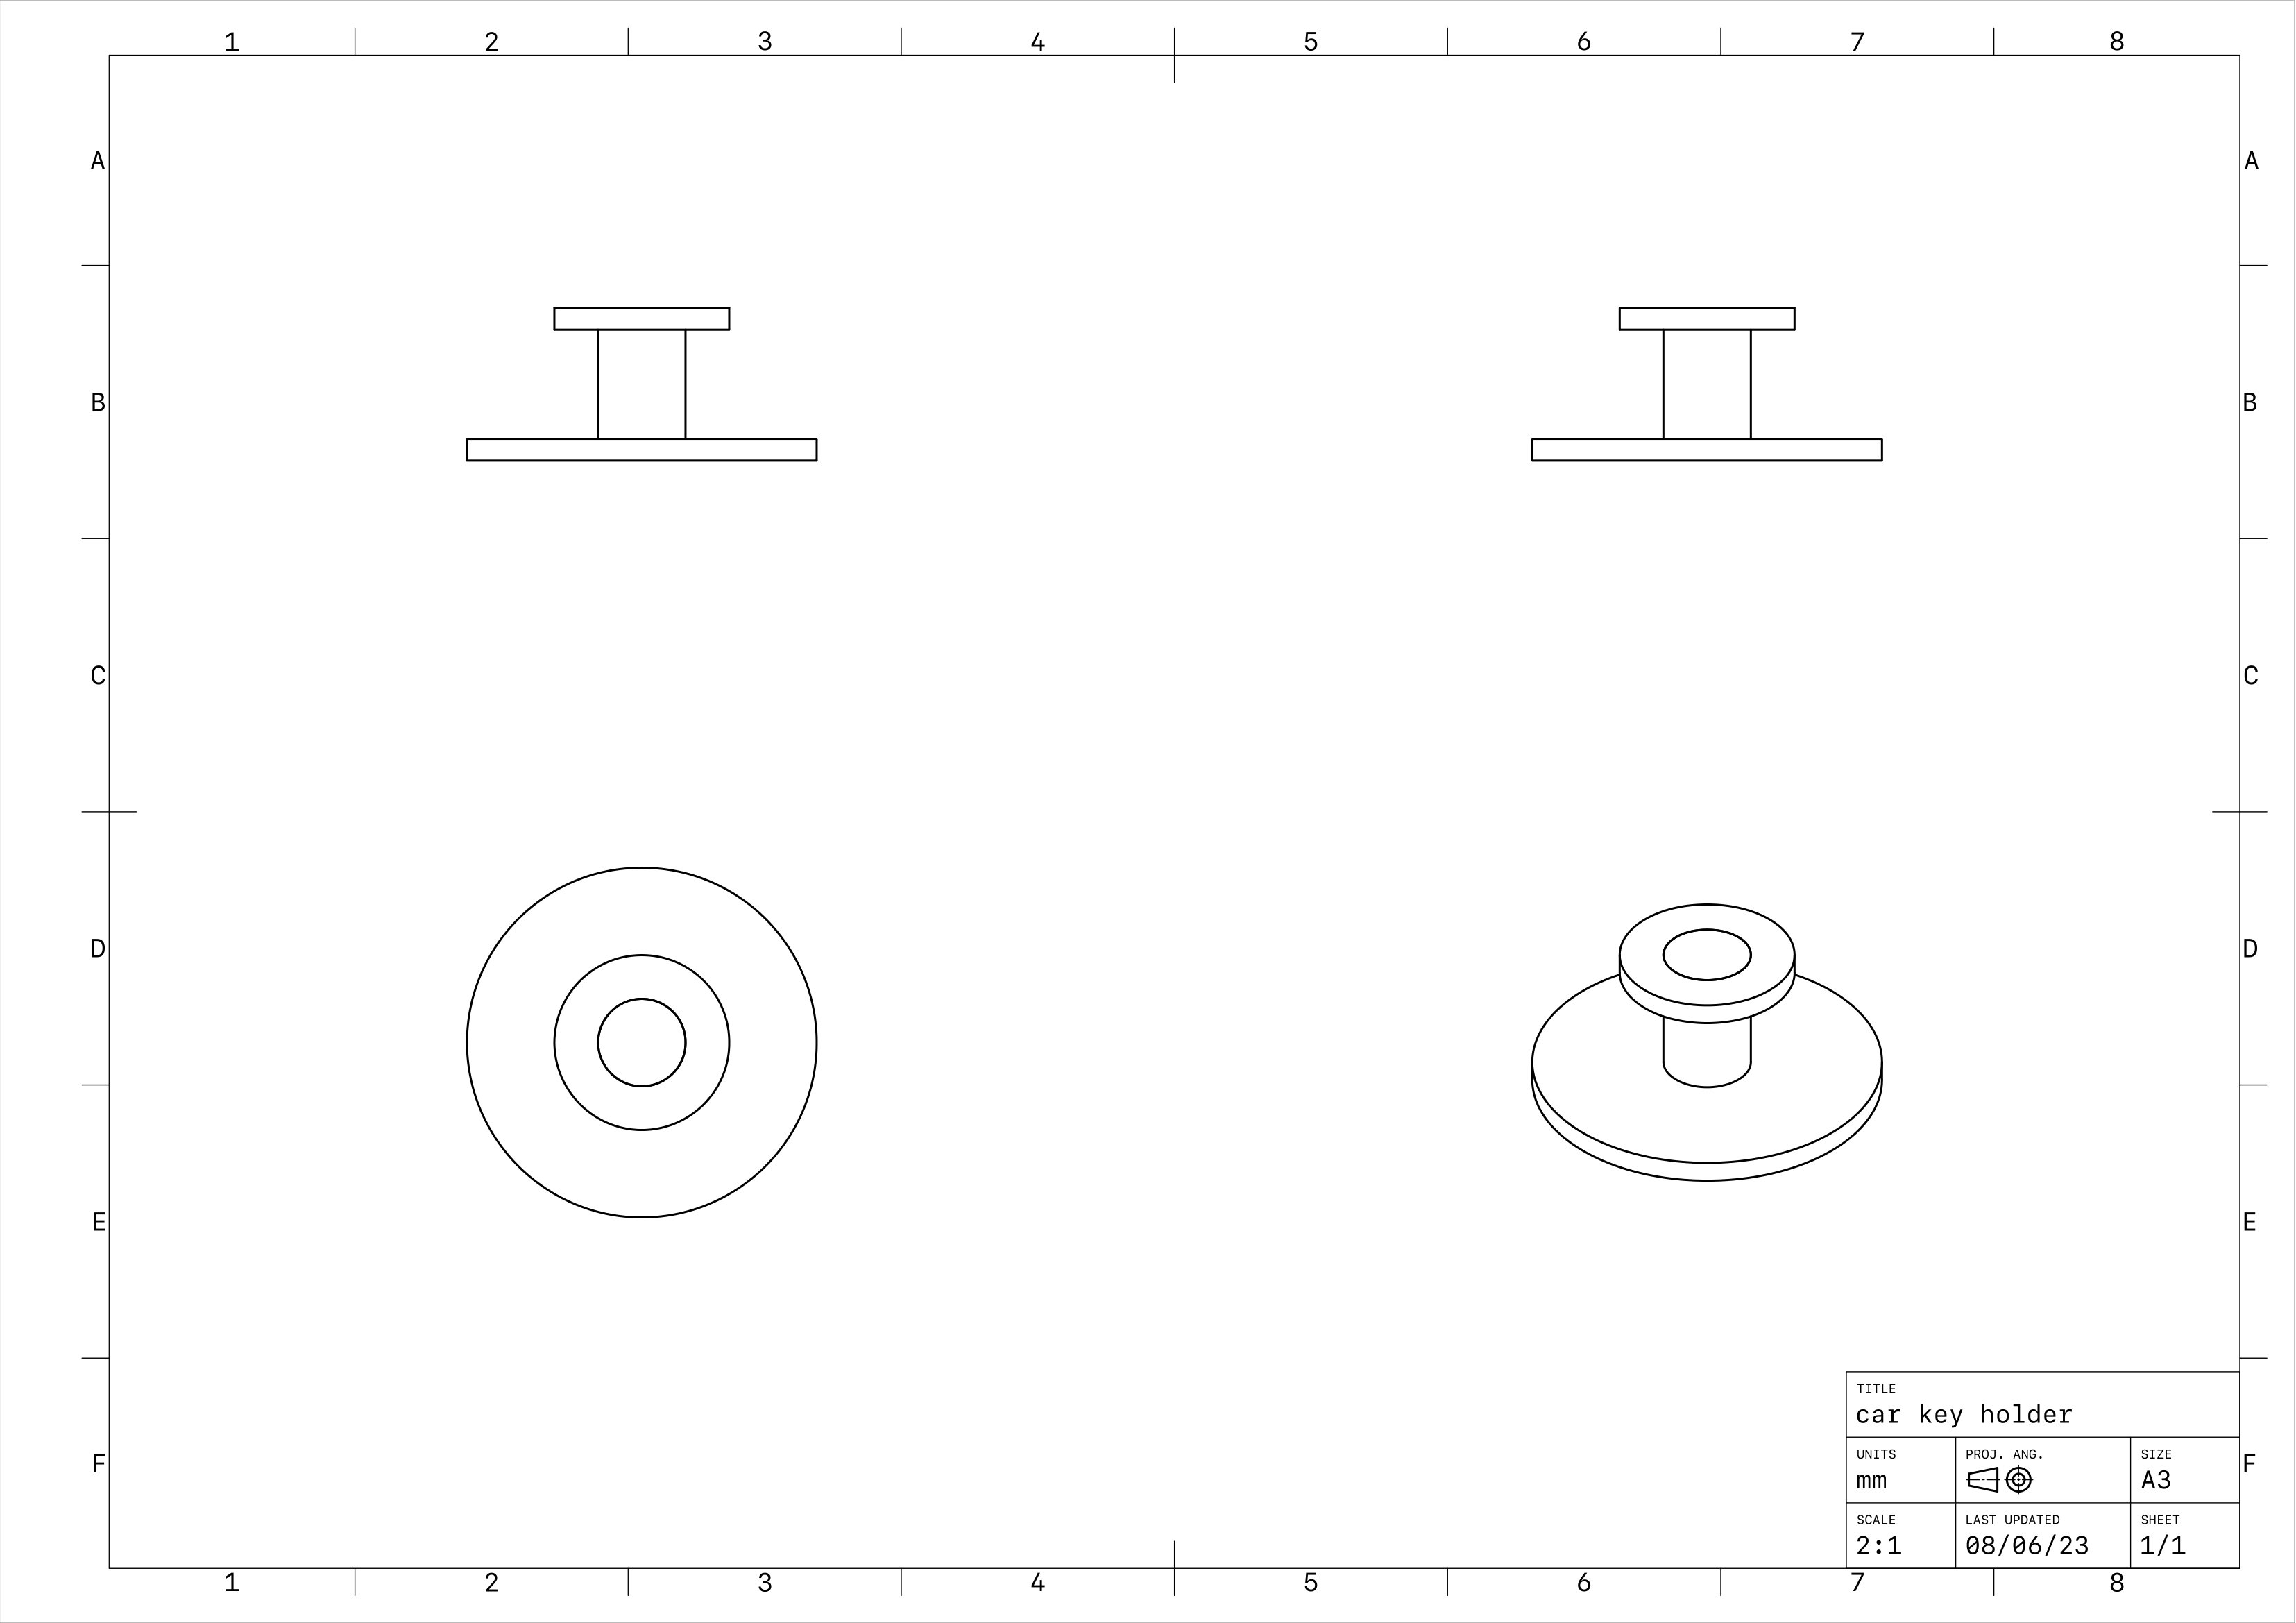 1 2 3 4 5 6 7 8
A A
B B
C C
D D
E E
TITLE
car key holder
UNITS PROJ. ANG. SIZE
F mm A3 F
SCALE LAST UPDATED SHEET
2:1 08/06/23 1/1
1 2 3 4 5 6 7 8